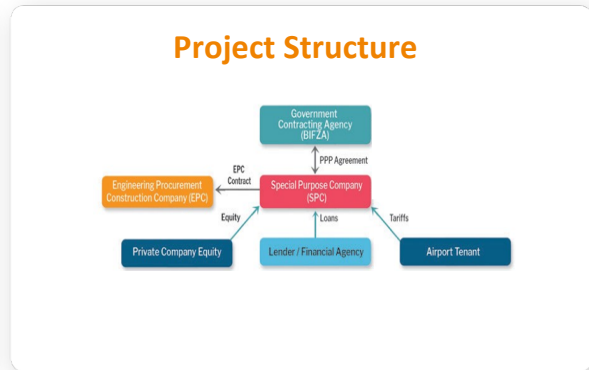 Project Structure
Government
Contracting Agency
(BIFZA)
PPP Agreement
EPC
Contract
Engineering Procurement
Construction Company (EPC)
Special Purpose Company
(SPC)
Equity
Loans
Tariffs
Private Company Equity
Lender / Financial Agency
Airport Tenant